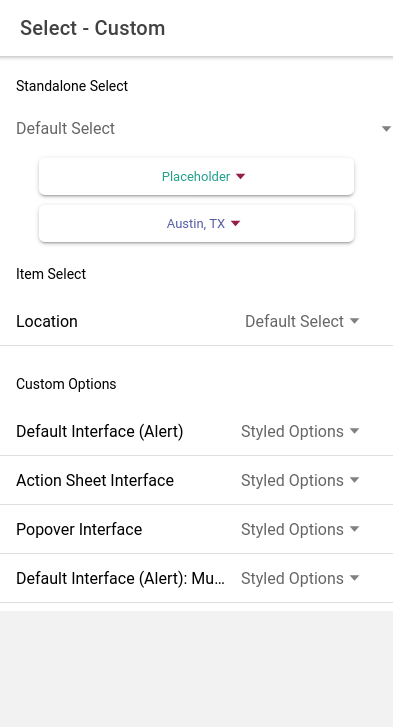 Select - Custom
Standalone Select
Default Select
Placeholder
Austin, TX
Item Select
Location Default Select
Custom Options
Default Interface (Alert) Styled Options
Action Sheet Interface Styled Options
Popover Interface Styled Options
Default Interface (Alert): Mu... Styled Options